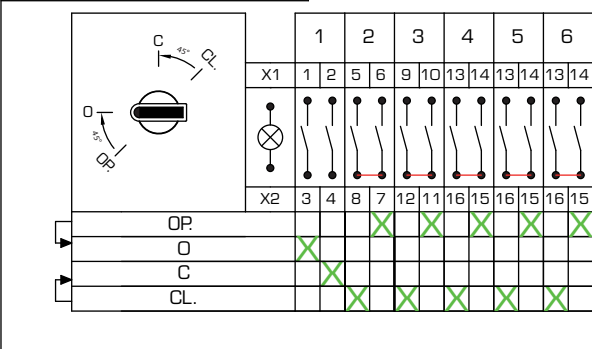 1 2 3 4 5 6
C
45°
CL.
X1 1 2 5 6 9 10 13 14 13 14 13 14
O
45°
OP.
X2 3 4 8 7 12 11 16 15 16 15 16 15
OP. X X X X X
O X
C X
CL. X X X X X